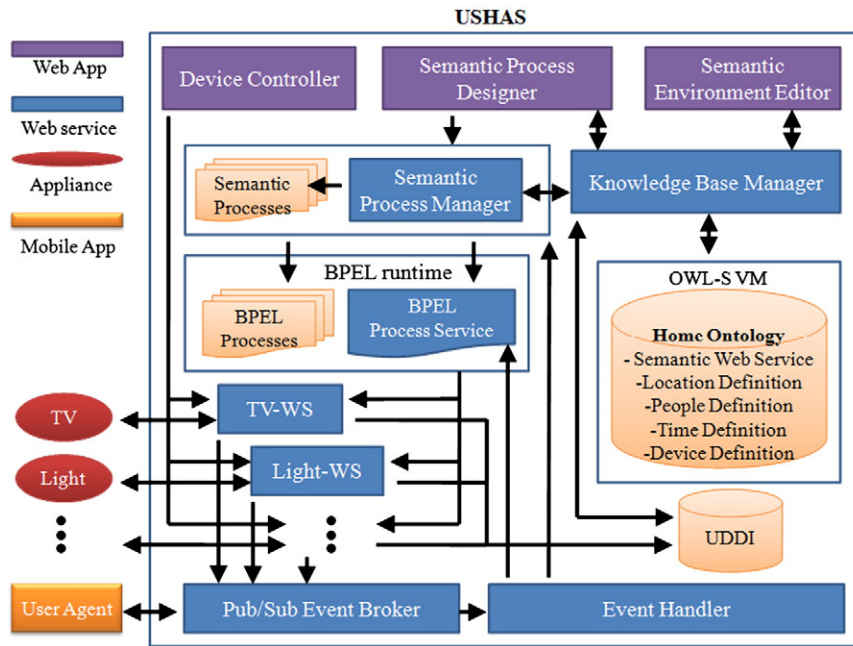 USHAS
Web App
Web service
Appliance
Mobile App
Device Controller
Semantic Process
Designer
Semantic
Environment Editor
Semantic
Processes
Semantic
Process Manager
Knowledge Base Manager
BPEL runtime
BPEL
Processes
BPEL
Process Service
OWL-S VM
Home Ontology
-Semantic Web Service
-Location Definition
-People Definition
-Time Definition
-Device Definition
TV
TV-WS
Light
Light-WS
UDDI
User Agent
Pub/Sub Event Broker
Event Handler